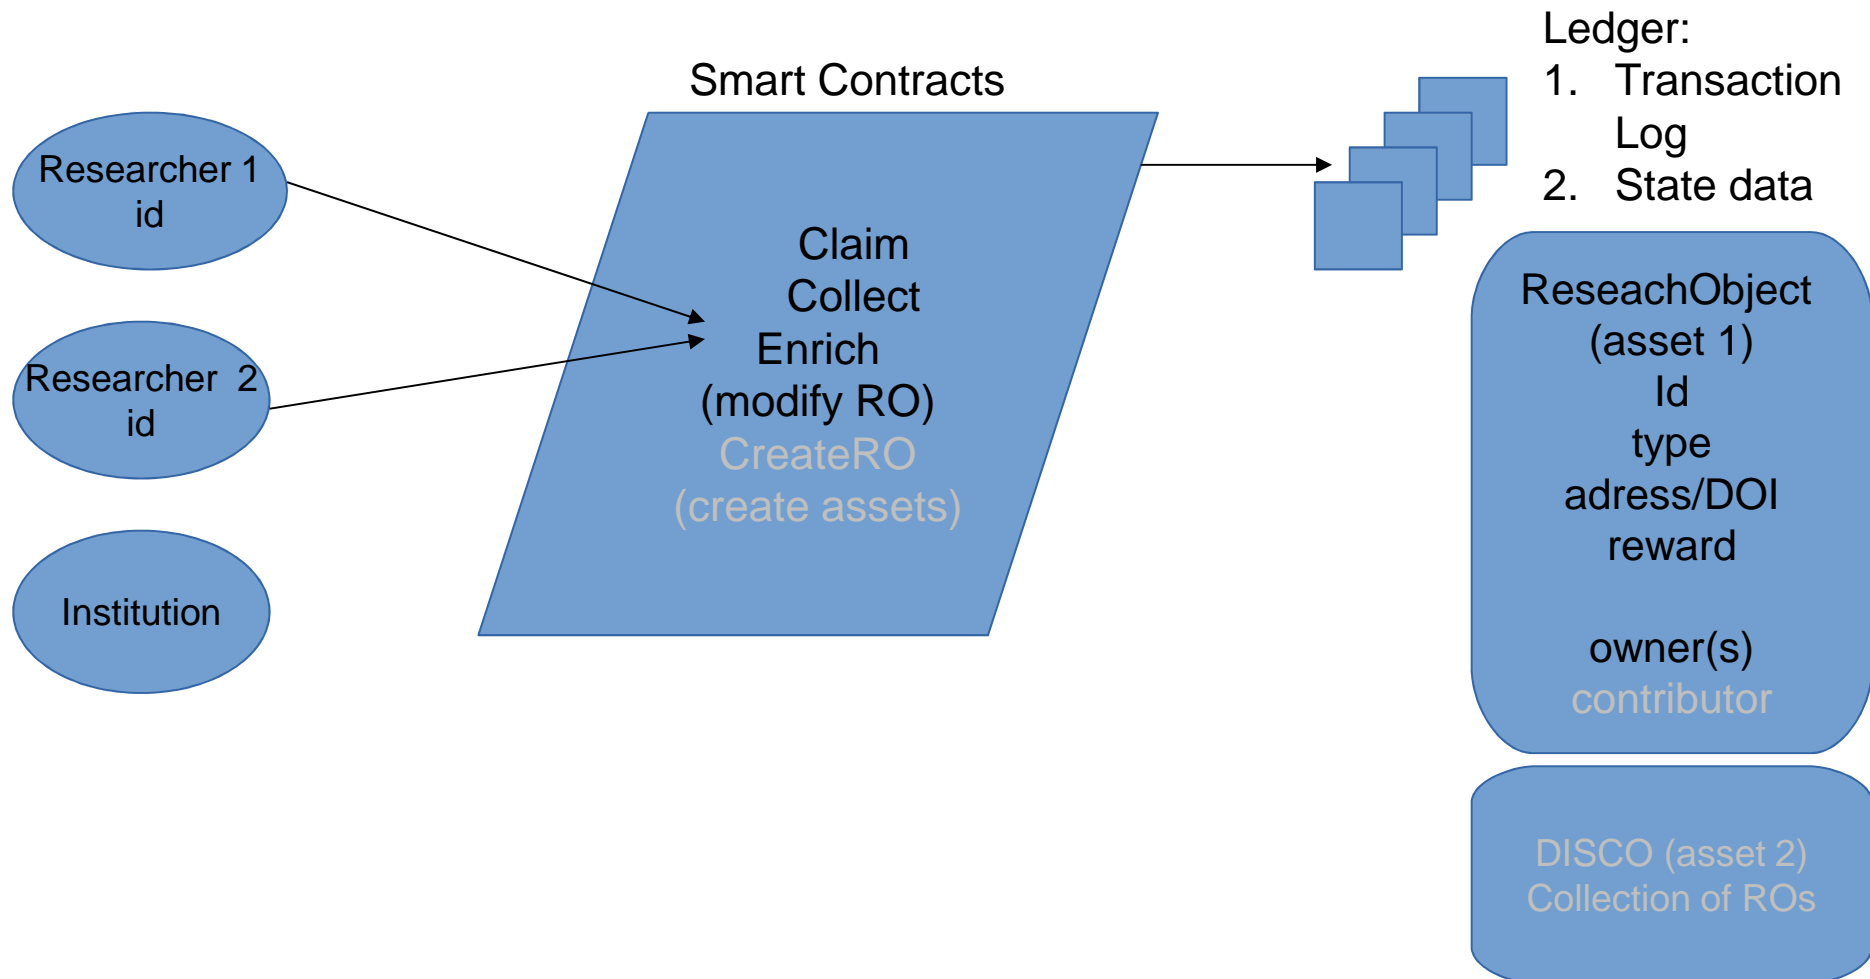 Researcher 1
id
Researcher 2
id
Institution
Smart Contracts
Claim
Collect
Enrich
(modify RO)
CreateRO
(create assets)
Ledger:
1. Transaction
Log
2. State data
ReseachObject
(asset 1)
Id
type
adress/DOI
reward
owner(s)
contributor
DISCO (asset 2)
Collection of ROs